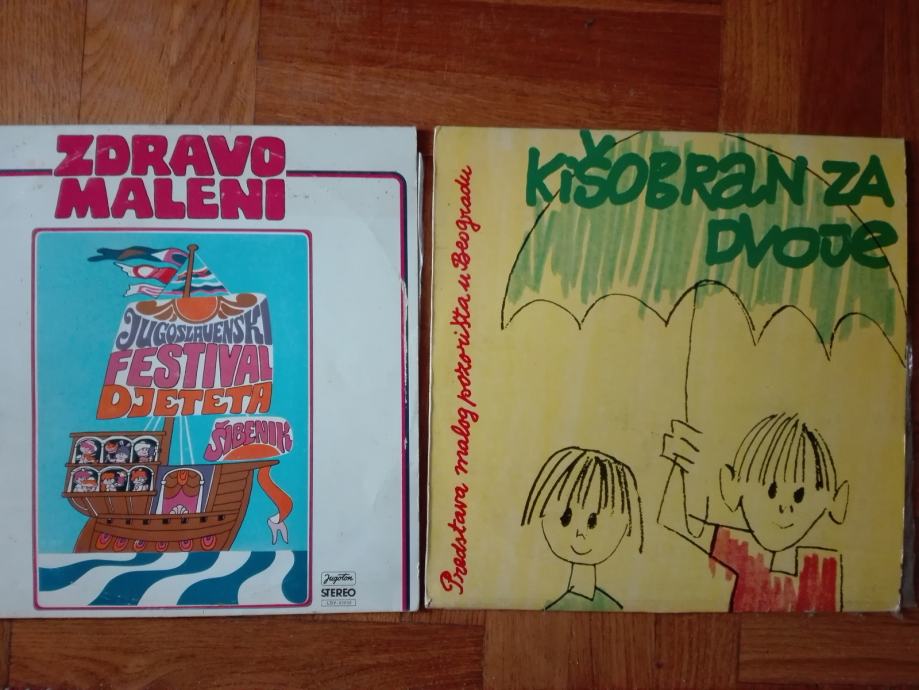 ZDRAVO
MALENI
JUGOSLAVENSKI
FESTIVAL
DJETETA
ŠIBENIK
Jugoton
STEREO
KIŠOBRAN ZA
DVOJE
Predstava malog pozorišta u Beogradu